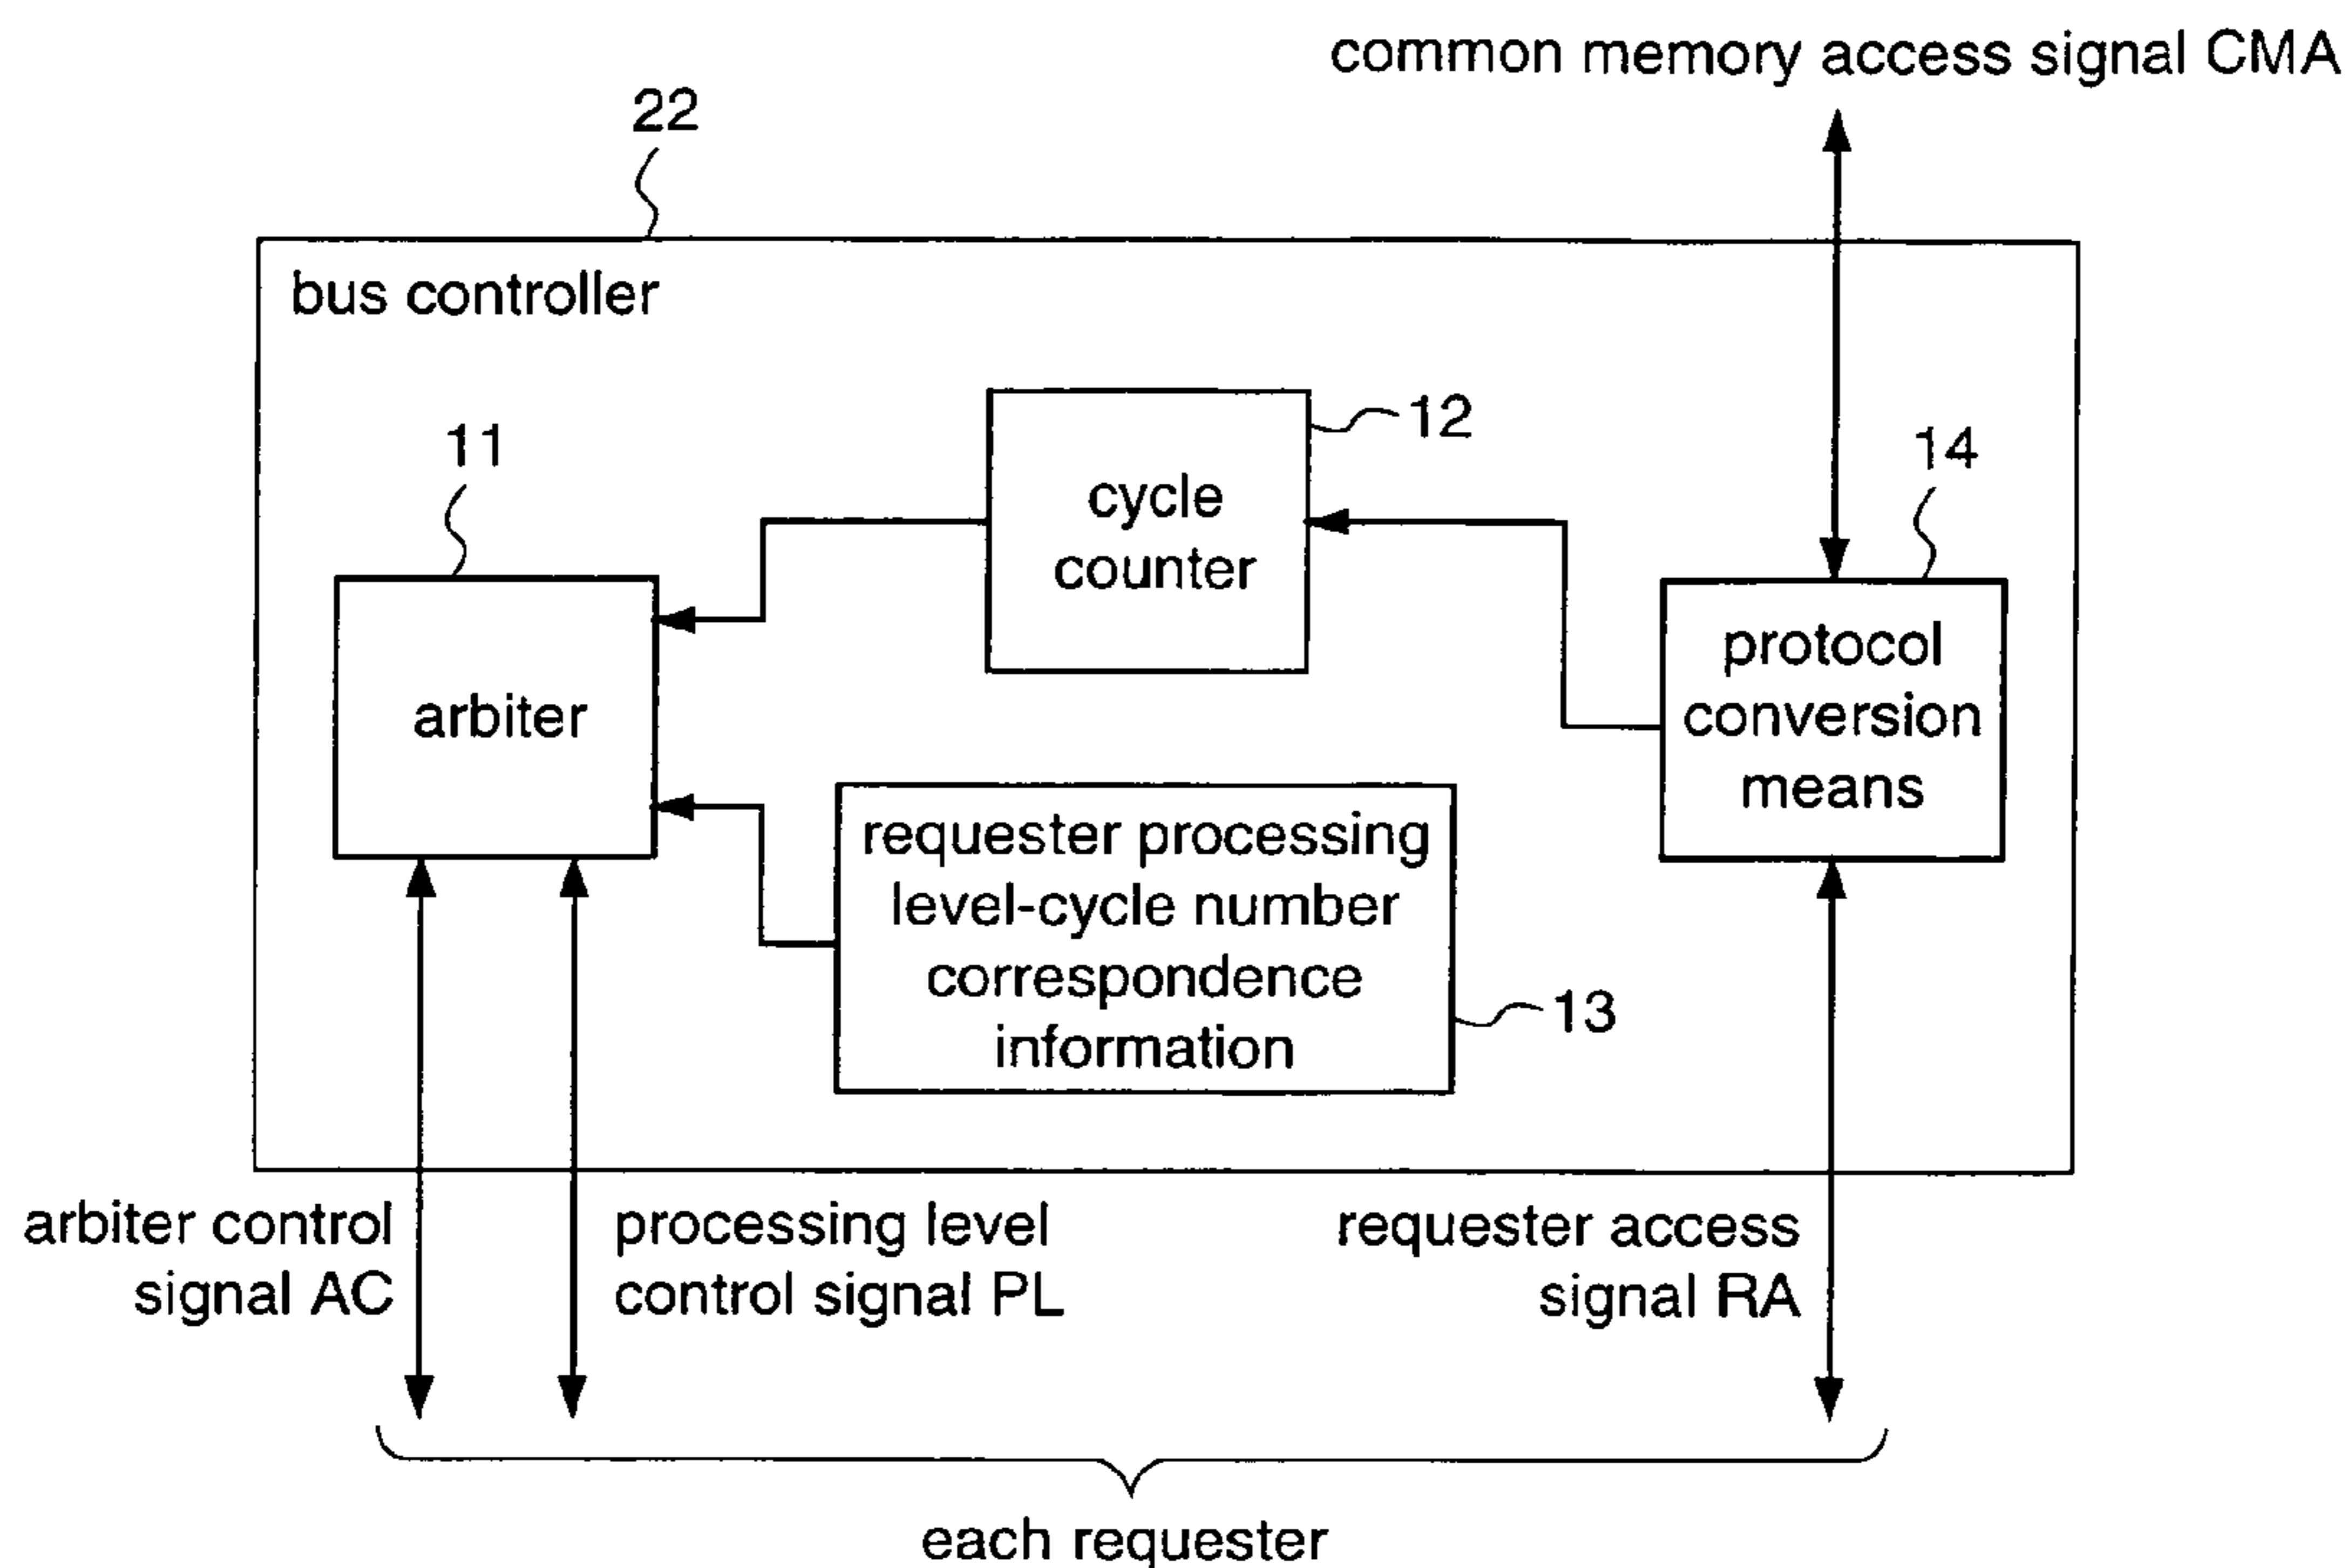 common memory access signal CMA
22
bus controller
12
11
14
cycle
counter
protocol
conversion
means
arbiter
requester processing
level-cycle number
correspondence
information
13
arbiter control
signal AC
processing level
control signal PL
requester access
signal RA
each requester